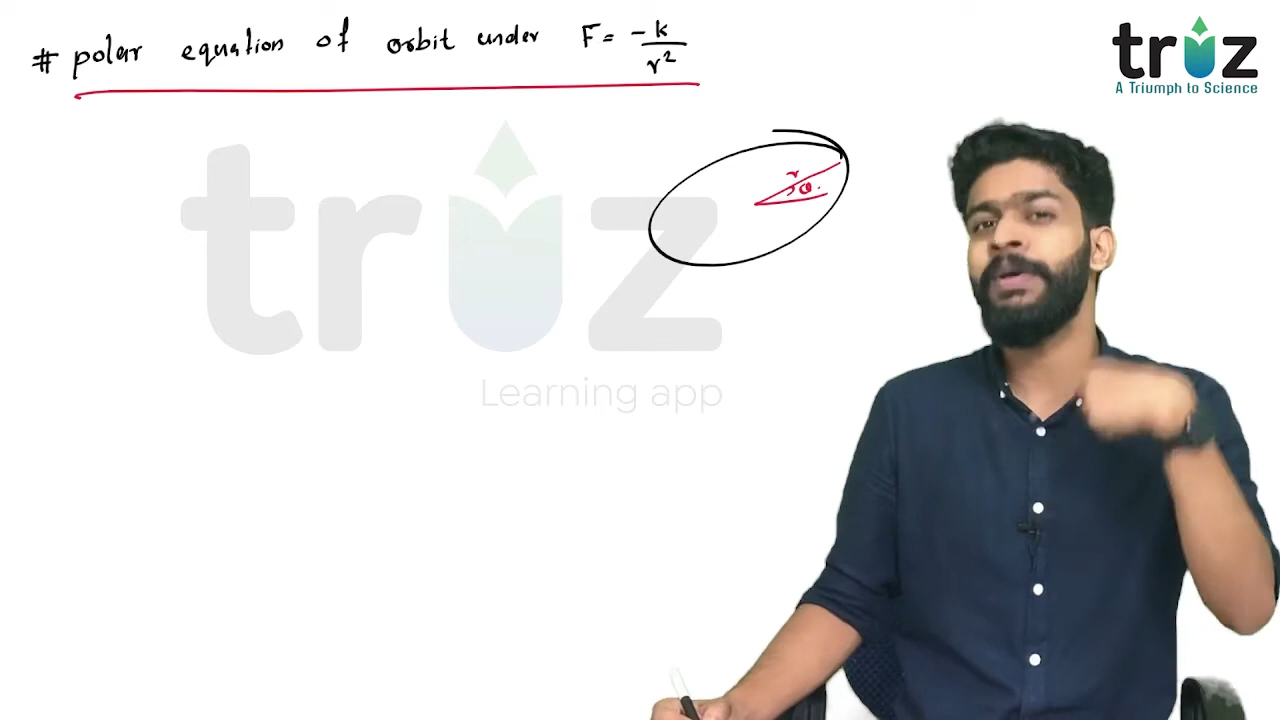 # polar equation of orbit under F = -k/r²
truz
A Triumph to Science
r
θ
truz
Learning app